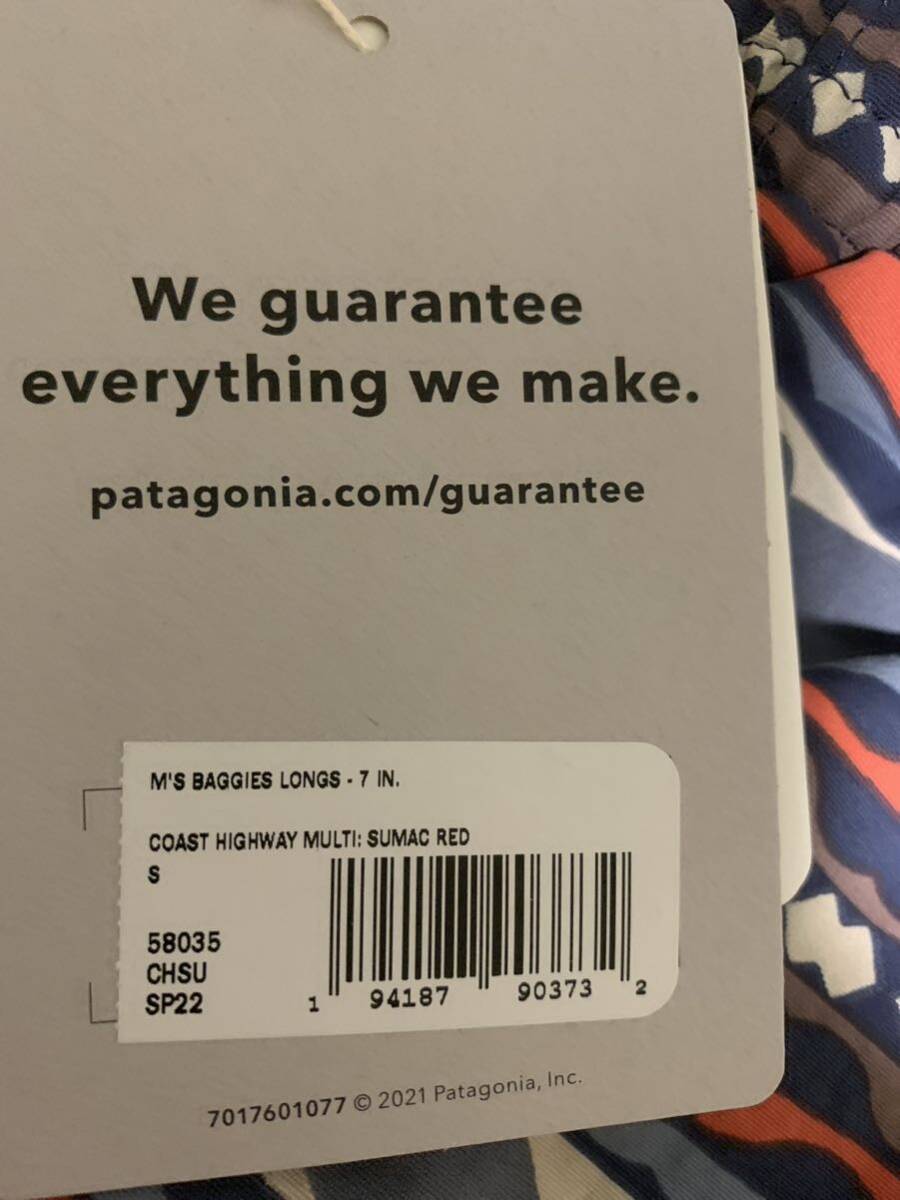 We guarantee
everything we make.
patagonia.com/guarantee
M'S BAGGIES LONGS - 7 IN.
COAST HIGHWAY MULTI: SUMAC RED
S
58035
CHSU
SP22
1 94187 90373 2
7017601077 © 2021 Patagonia, Inc.